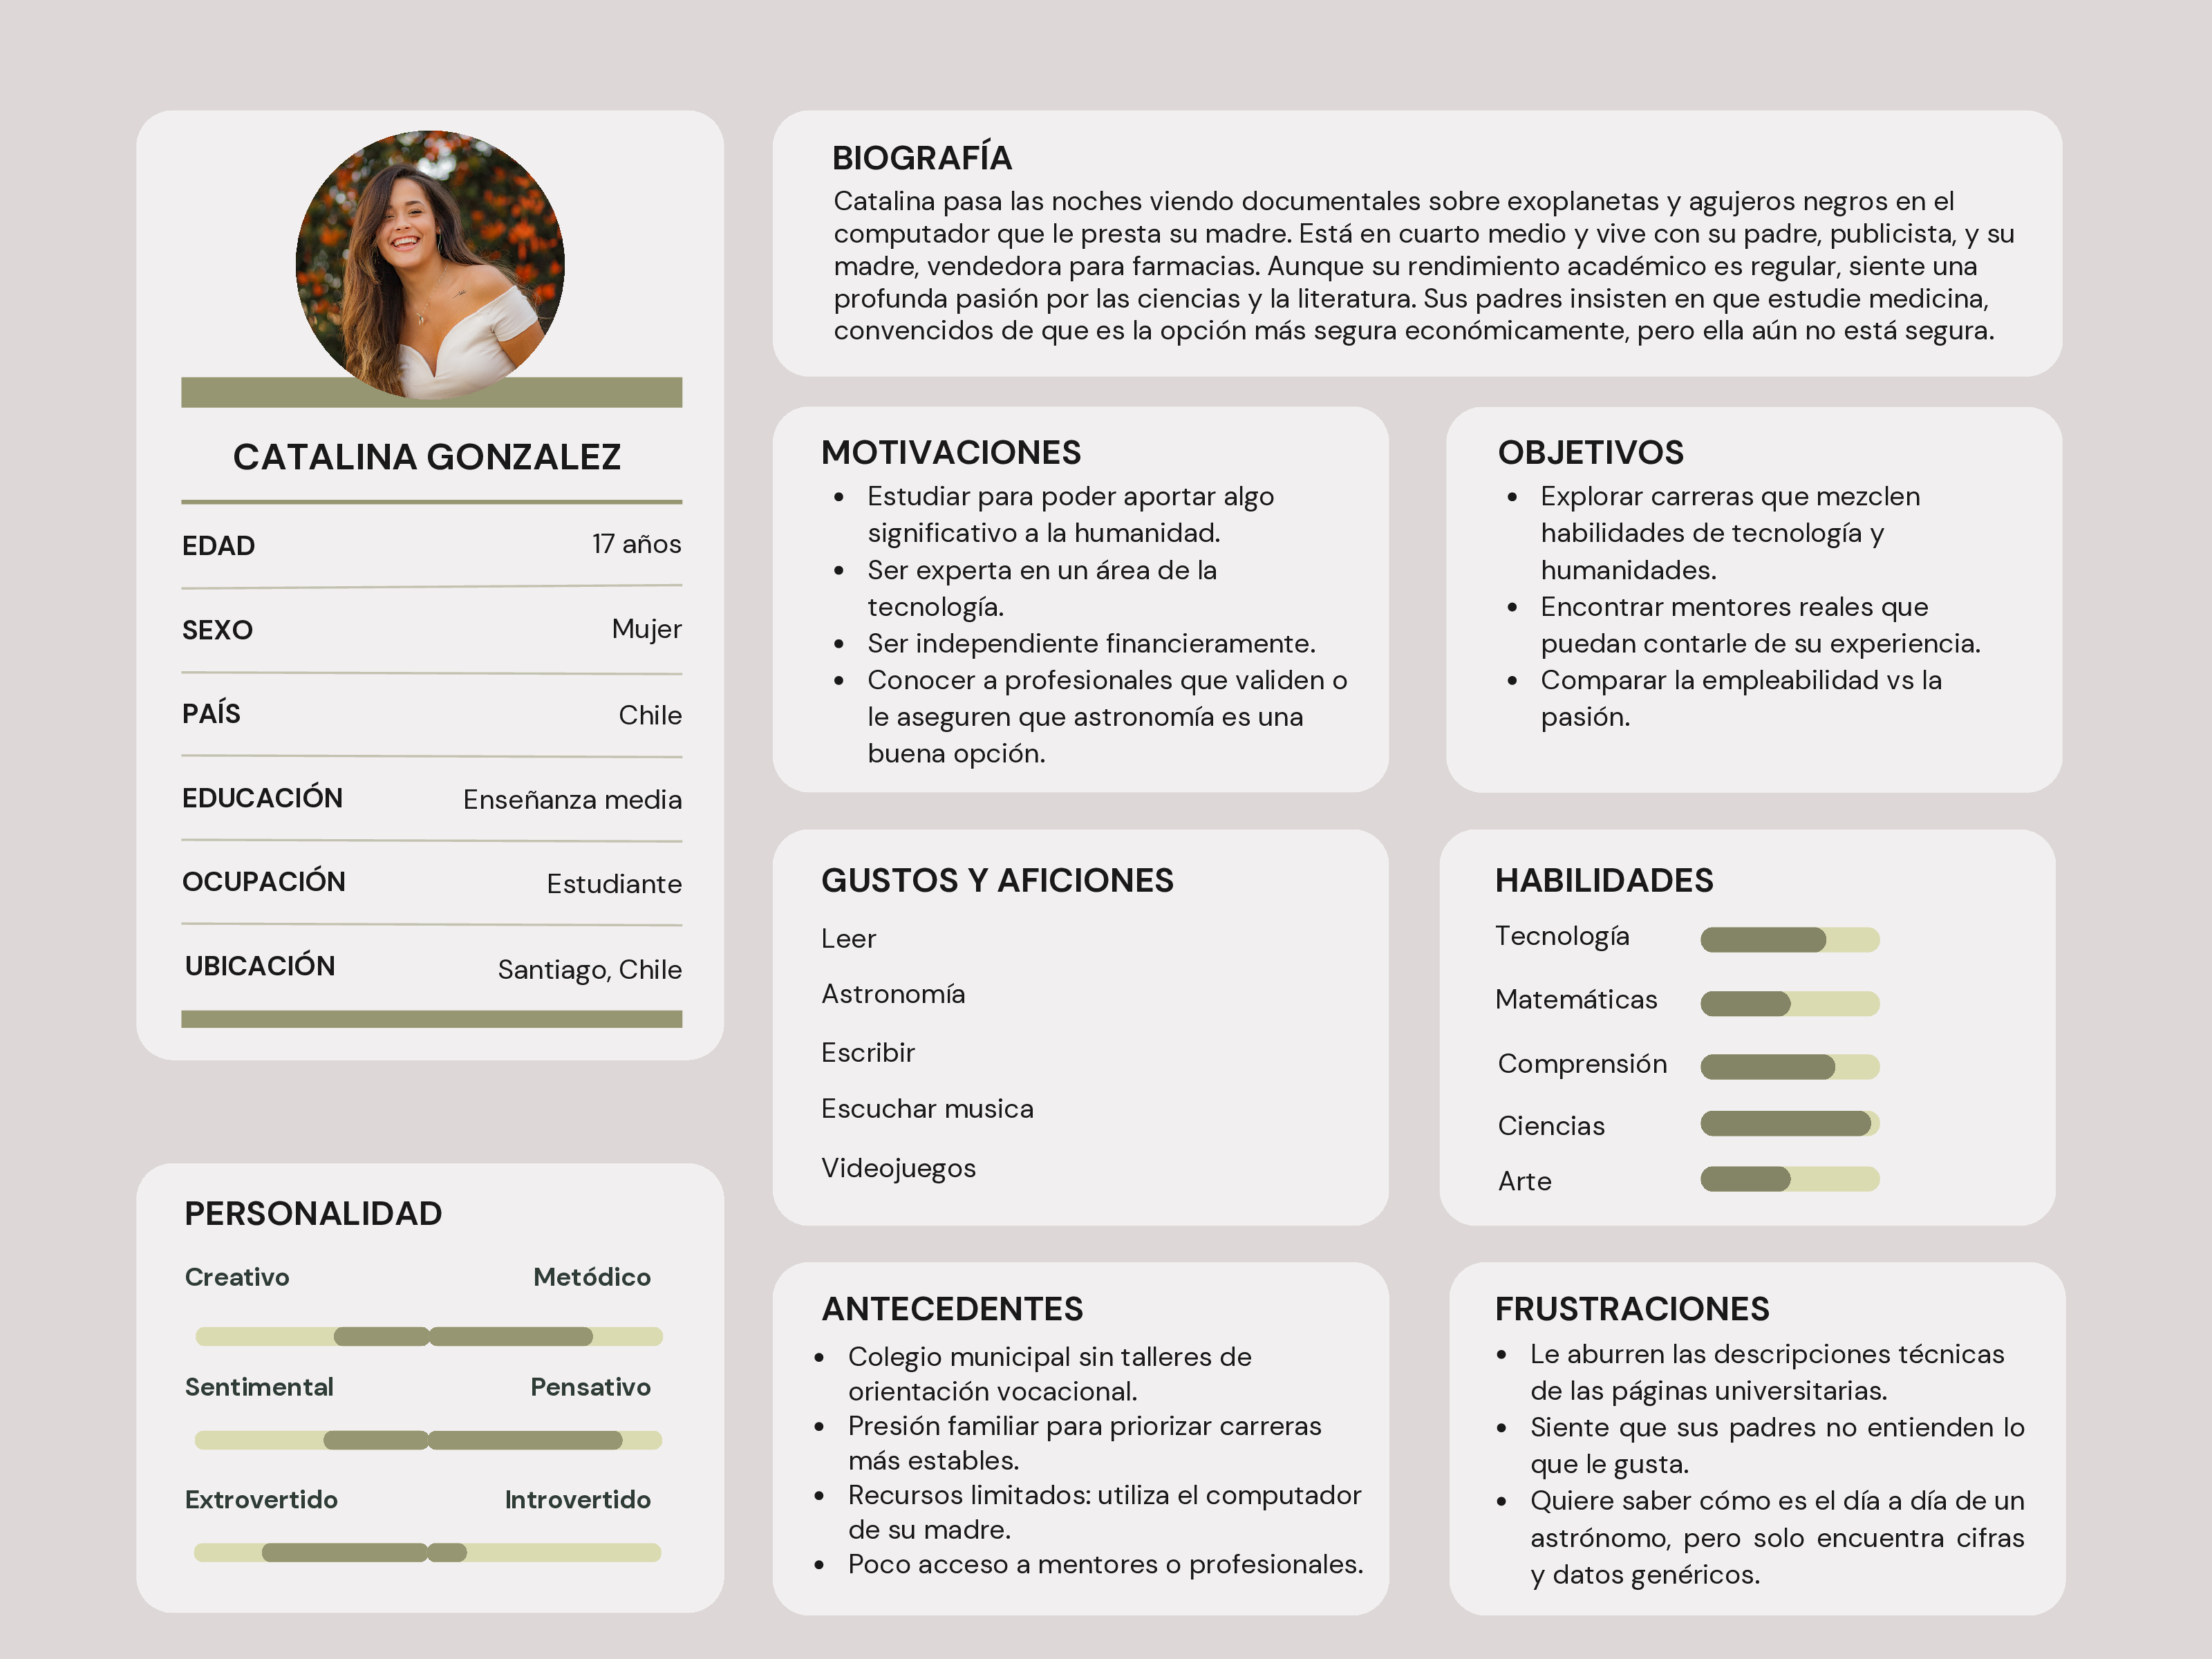 CATALINA GONZALEZ
EDAD 17 años
SEXO Mujer
PAÍS Chile
EDUCACIÓN Enseñanza media
OCUPACIÓN Estudiante
UBICACIÓN Santiago, Chile
PERSONALIDAD
Creativo Metódico
Sentimental Pensativo
Extrovertido Introvertido
BIOGRAFÍA
Catalina pasa las noches viendo documentales sobre exoplanetas y agujeros negros en el
computador que le presta su madre. Está en cuarto medio y vive con su padre, publicista, y su
madre, vendedora para farmacias. Aunque su rendimiento académico es regular, siente una
profunda pasión por las ciencias y la literatura. Sus padres insisten en que estudie medicina,
convencidos de que es la opción más segura económicamente, pero ella aún no está segura.
MOTIVACIONES
• Estudiar para poder aportar algo
significativo a la humanidad.
• Ser experta en un área de la
tecnología.
• Ser independiente financieramente.
• Conocer a profesionales que validen o
le aseguren que astronomía es una
buena opción.
OBJETIVOS
• Explorar carreras que mezclen
habilidades de tecnología y
humanidades.
• Encontrar mentores reales que
puedan contarle de su experiencia.
• Comparar la empleabilidad vs la
pasión.
GUSTOS Y AFICIONES
Leer
Astronomía
Escribir
Escuchar musica
Videojuegos
HABILIDADES
Tecnología
Matemáticas
Comprensión
Ciencias
Arte
ANTECEDENTES
• Colegio municipal sin talleres de
orientación vocacional.
• Presión familiar para priorizar carreras
más estables.
• Recursos limitados: utiliza el computador
de su madre.
• Poco acceso a mentores o profesionales.
FRUSTRACIONES
• Le aburren las descripciones técnicas
de las páginas universitarias.
• Siente que sus padres no entienden lo
que le gusta.
• Quiere saber cómo es el día a día de un
astrónomo, pero solo encuentra cifras
y datos genéricos.